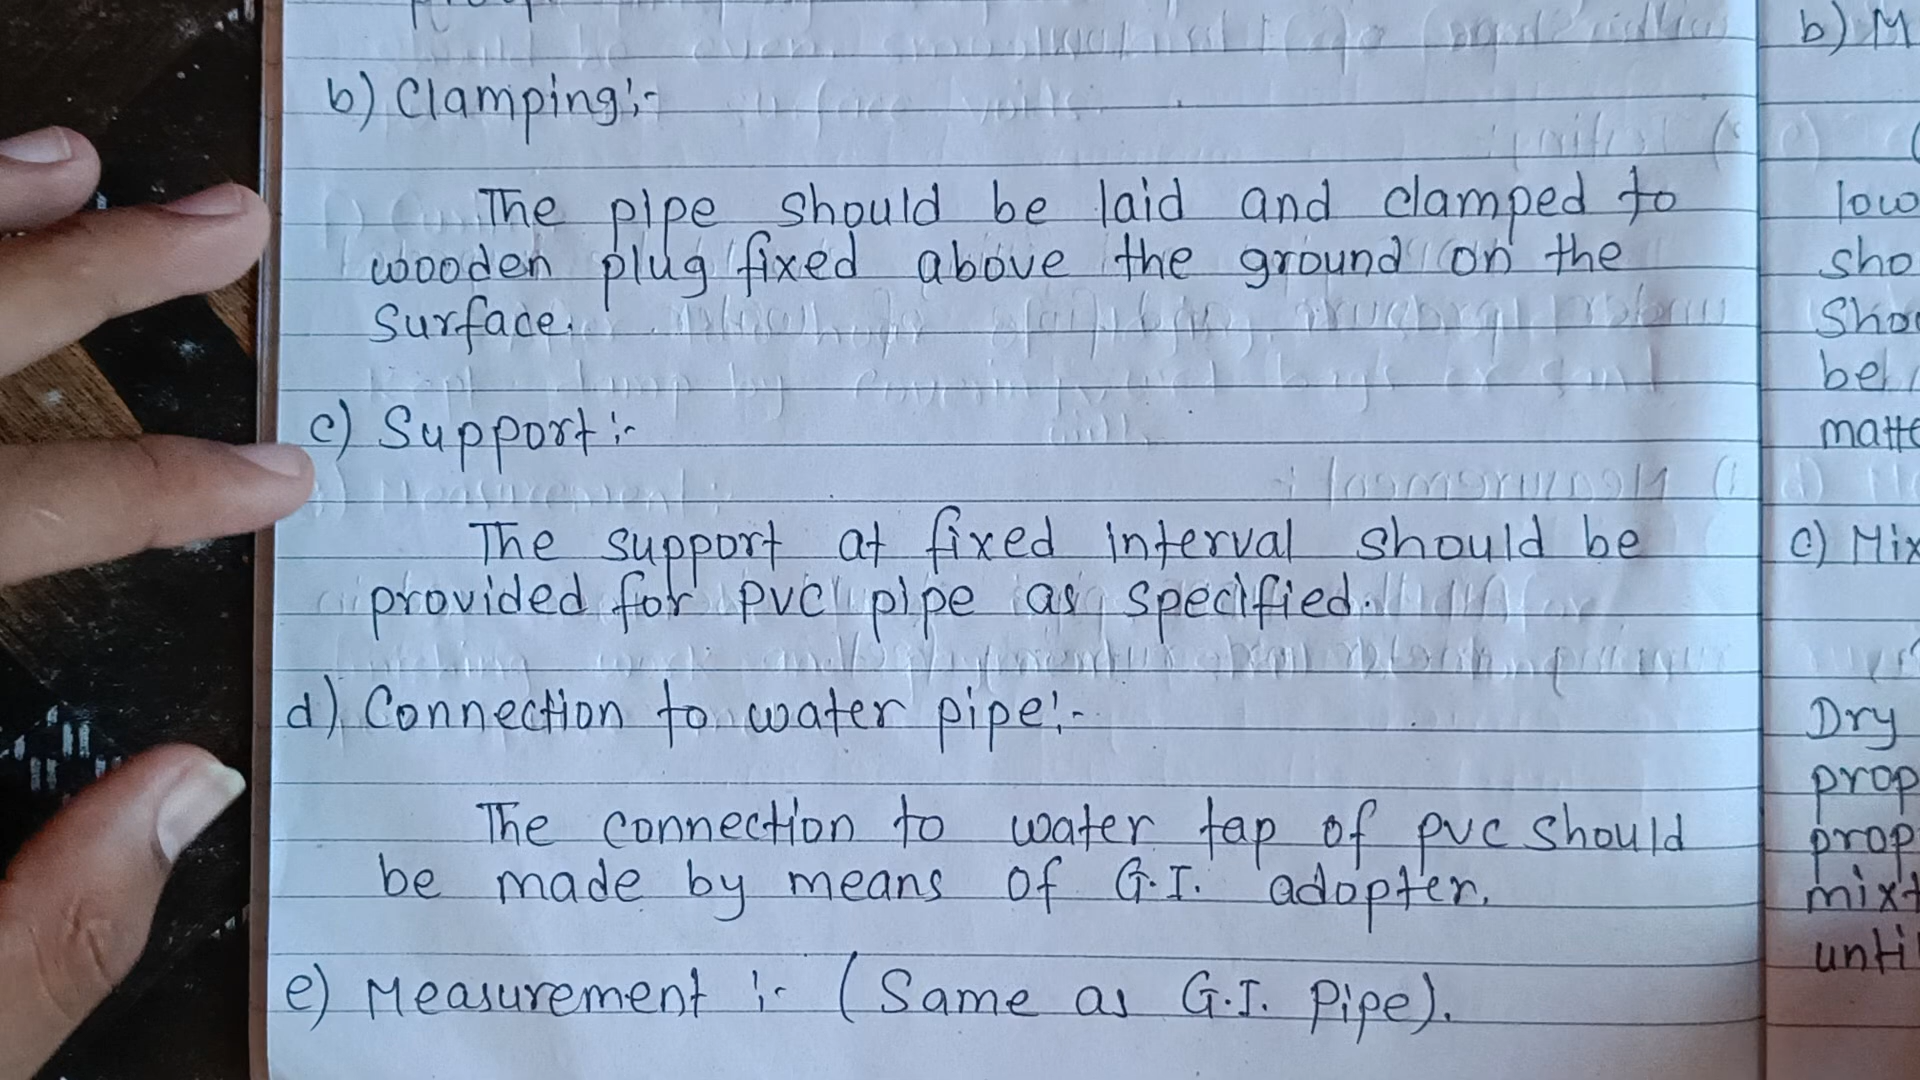 b) Clamping :-
The pipe should be laid and clamped to
wooden plug fixed above the ground on the
Surface.
c) Support :-
The support at fixed interval should be
provided for pvc pipe as specified.
d) Connection to water pipe :-
The connection to water tap of pvc should
be made by means of G.I. adopter.
e) Measurement :- (Same as G.I. Pipe).
b) M
low
sho
Sho
be
matte
c) Mix
Dry
prop
prop
mixt
unti